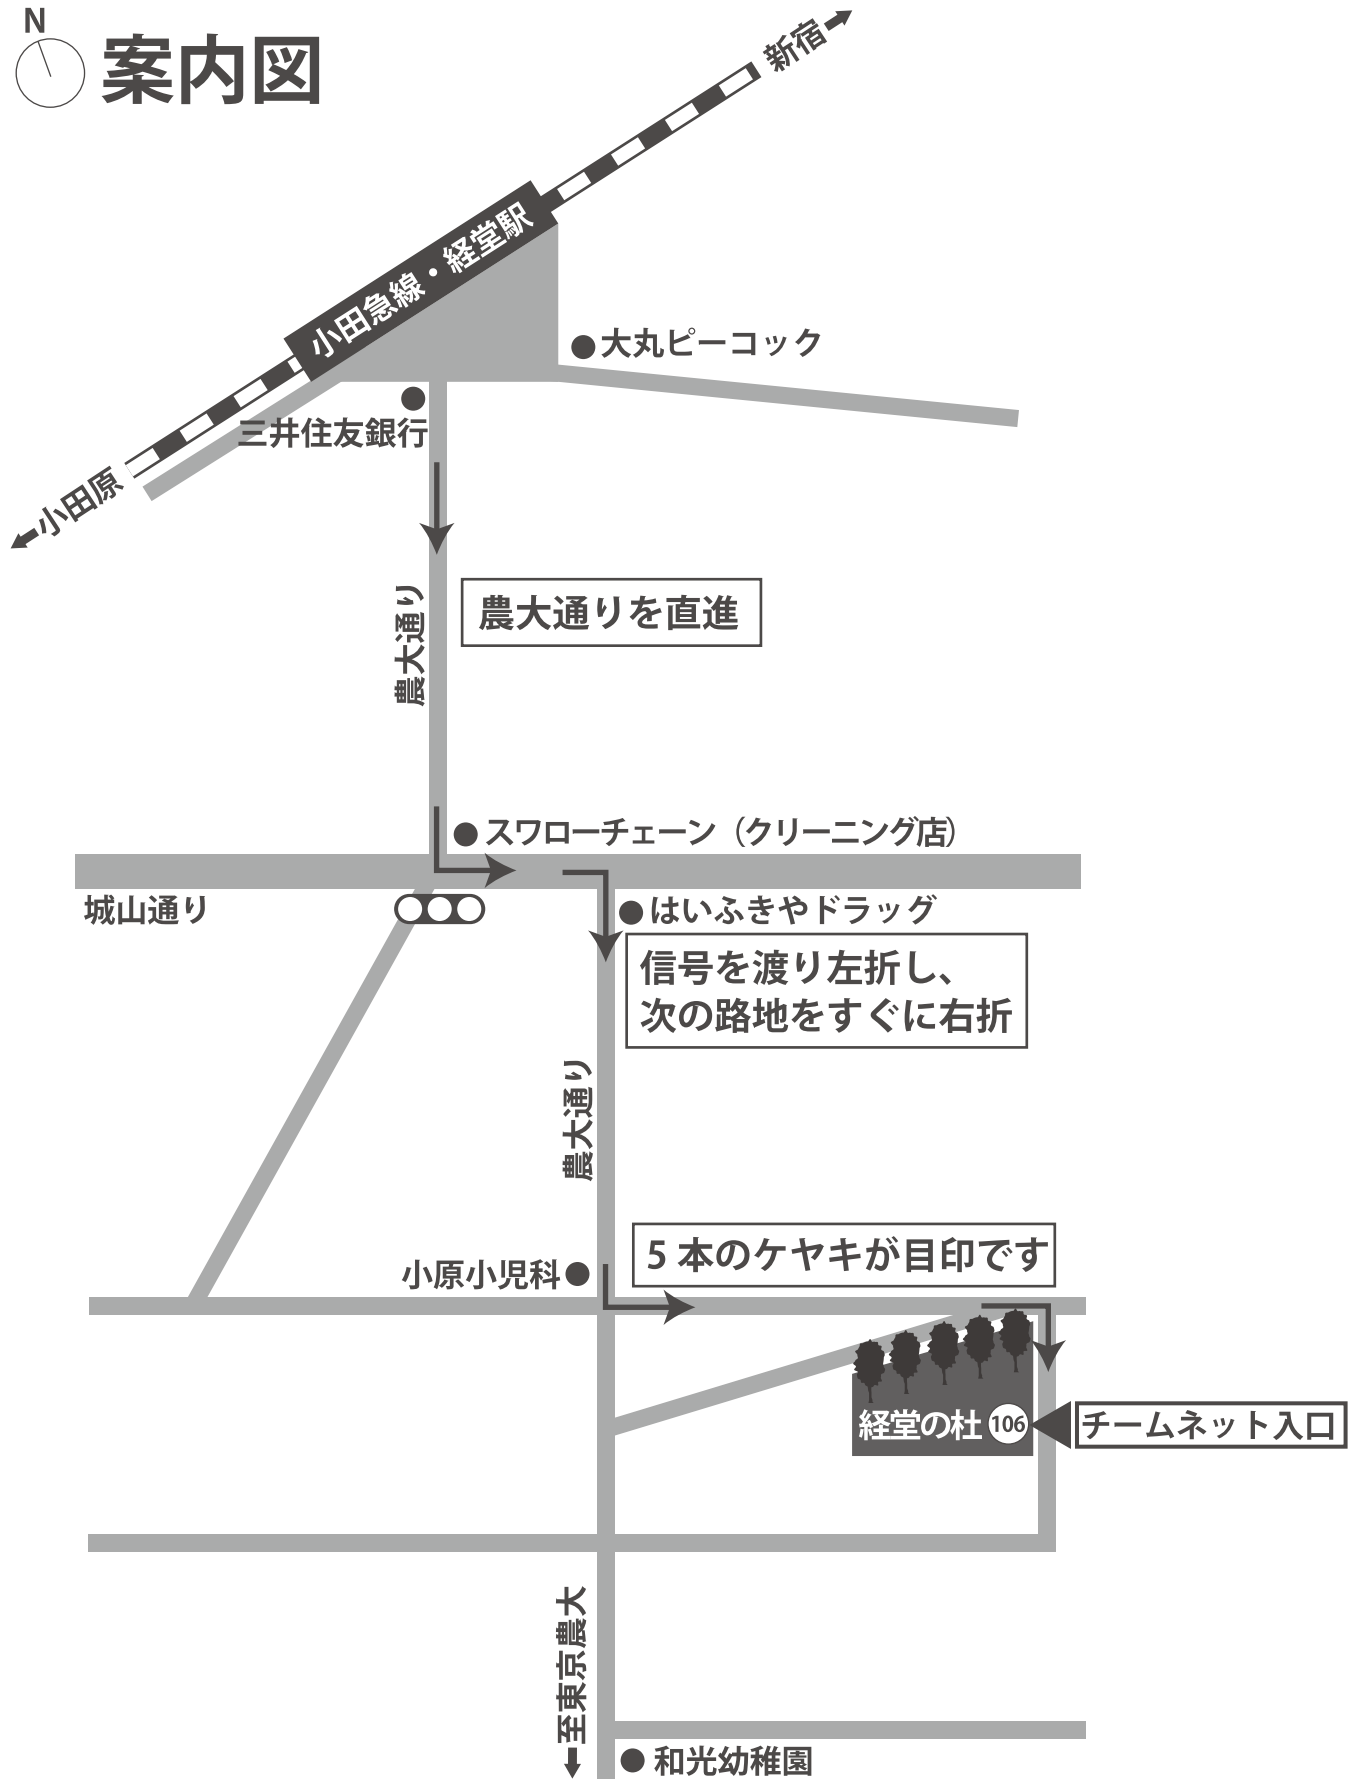 N
案内図
新宿
小田急線・経堂駅
大丸ピーコック
三井住友銀行
小田原
農大通り
農大通りを直進
スワローチェーン（クリーニング店）
城山通り
はいふきやドラッグ
信号を渡り左折し、
次の路地をすぐに右折
農大通り
5 本のケヤキが目印です
小原小児科
経堂の杜
106
チームネット入口
至東京農大
和光幼稚園